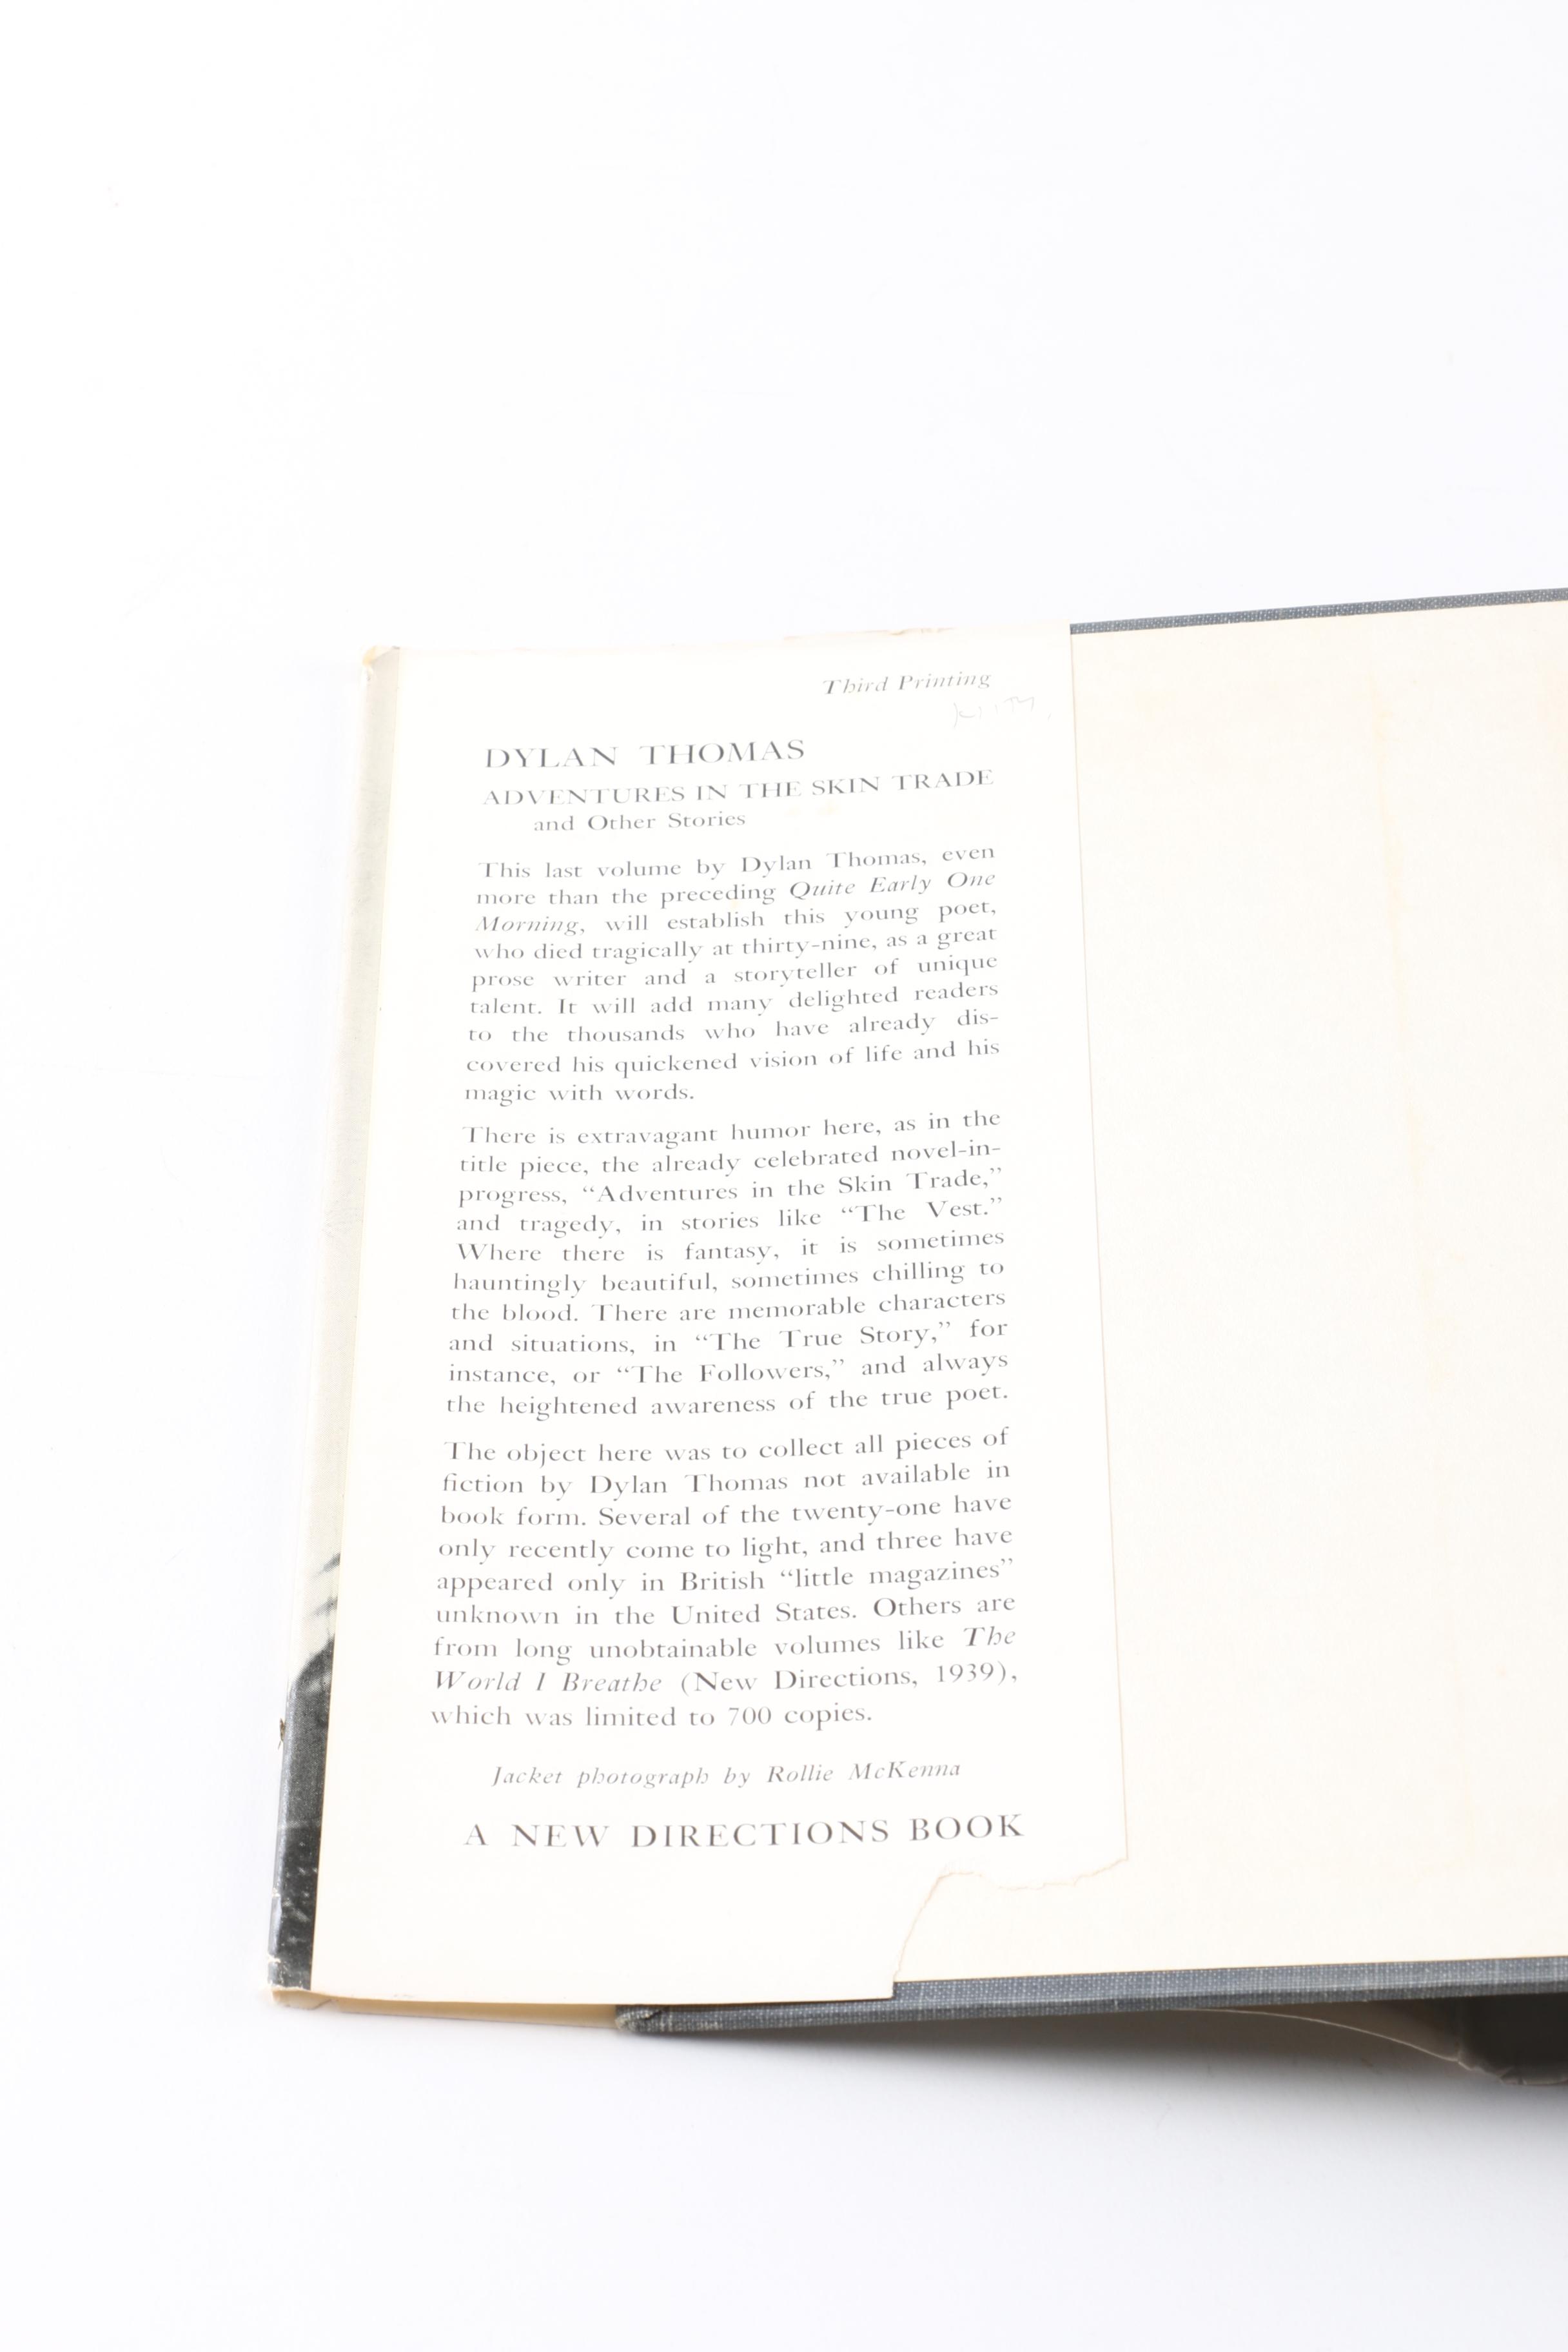 Third Printing
DYLAN THOMAS
ADVENTURES IN THE SKIN TRADE
and Other Stories
This last volume by Dylan Thomas, even
more than the preceding Quite Early One
Morning, will establish this young poet,
who died tragically at thirty-nine, as a great
prose writer and a storyteller of unique
talent. It will add many delighted readers
to the thousands who have already dis-
covered his quickened vision of life and his
magic with words.
There is extravagant humor here, as in the
title piece, the already celebrated novel-in-
progress, “Adventures in the Skin Trade,”
and tragedy, in stories like “The Vest.”
Where there is fantasy, it is sometimes
hauntingly beautiful, sometimes chilling to
the blood. There are memorable characters
and situations, in “The True Story,” for
instance, or “The Followers,” and always
the heightened awareness of the true poet.
The object here was to collect all pieces of
fiction by Dylan Thomas not available in
book form. Several of the twenty-one have
only recently come to light, and three have
appeared only in British “little magazines”
unknown in the United States. Others are
from long unobtainable volumes like The
World I Breathe (New Directions, 1939),
which was limited to 700 copies.
Jacket photograph by Rollie McKenna
A NEW DIRECTIONS BOOK